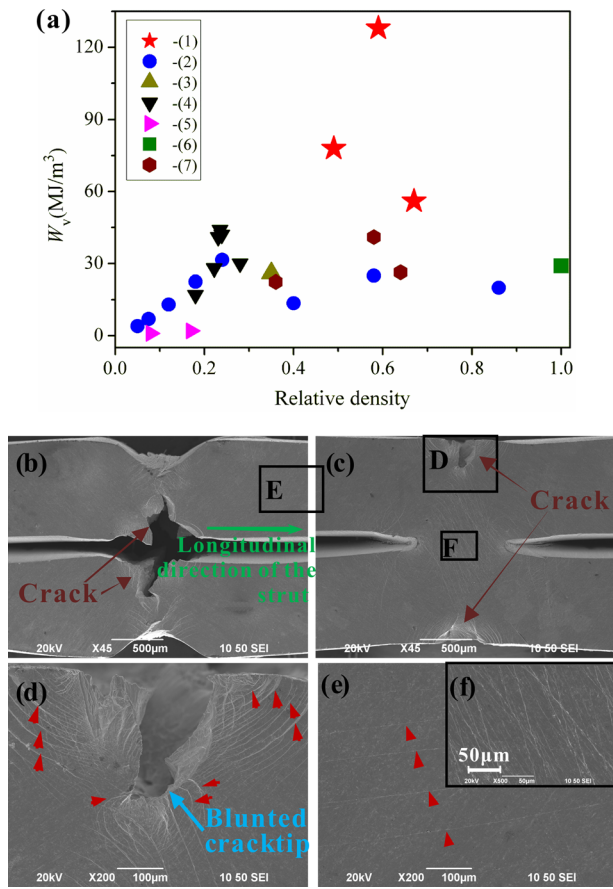 (a)
120
90
60
30
0
Wv(MJ/m³)
-(1)
-(2)
-(3)
-(4)
-(5)
-(6)
-(7)
0.0 0.2 0.4 0.6 0.8 1.0
Relative density
(b)
E
Crack
Longitudinal
direction of the
strut
20kV X45 500µm 10 50 SEI
(c)
D
Crack
F
20kV X45 500µm 10 50 SEI
(d)
Blunted
cracktip
20kV X200 100µm 10 50 SEI
(e)
(f)
50µm
20kV X500 50µm 10 50 SEI
20kV X200 100µm 10 50 SEI